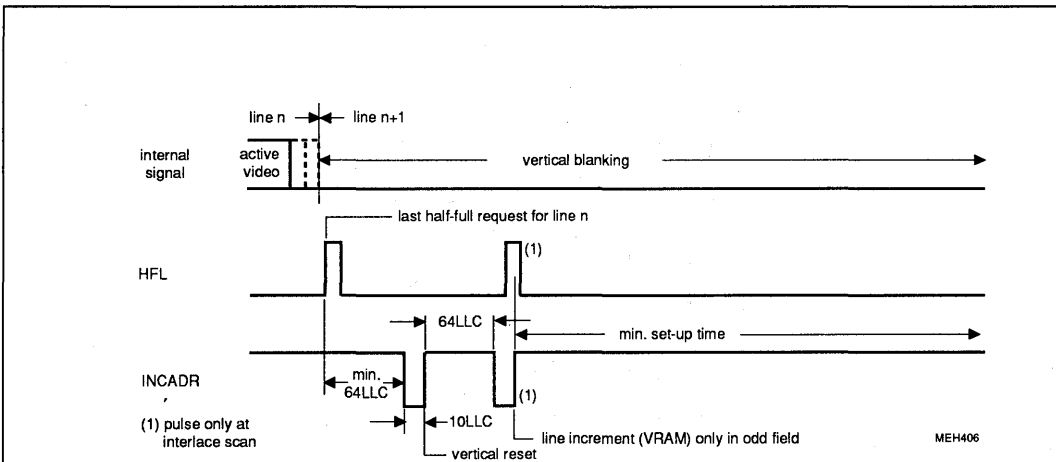 line n
line n+1
internal signal
active video
vertical blanking
last half-full request for line n
(1)
HFL
64LLC
min. set-up time
min. 64LLC
INCADR
(1)
(1) pulse only at
interlace scan
10LLC
line increment (VRAM) only in odd field
vertical reset
MEH406